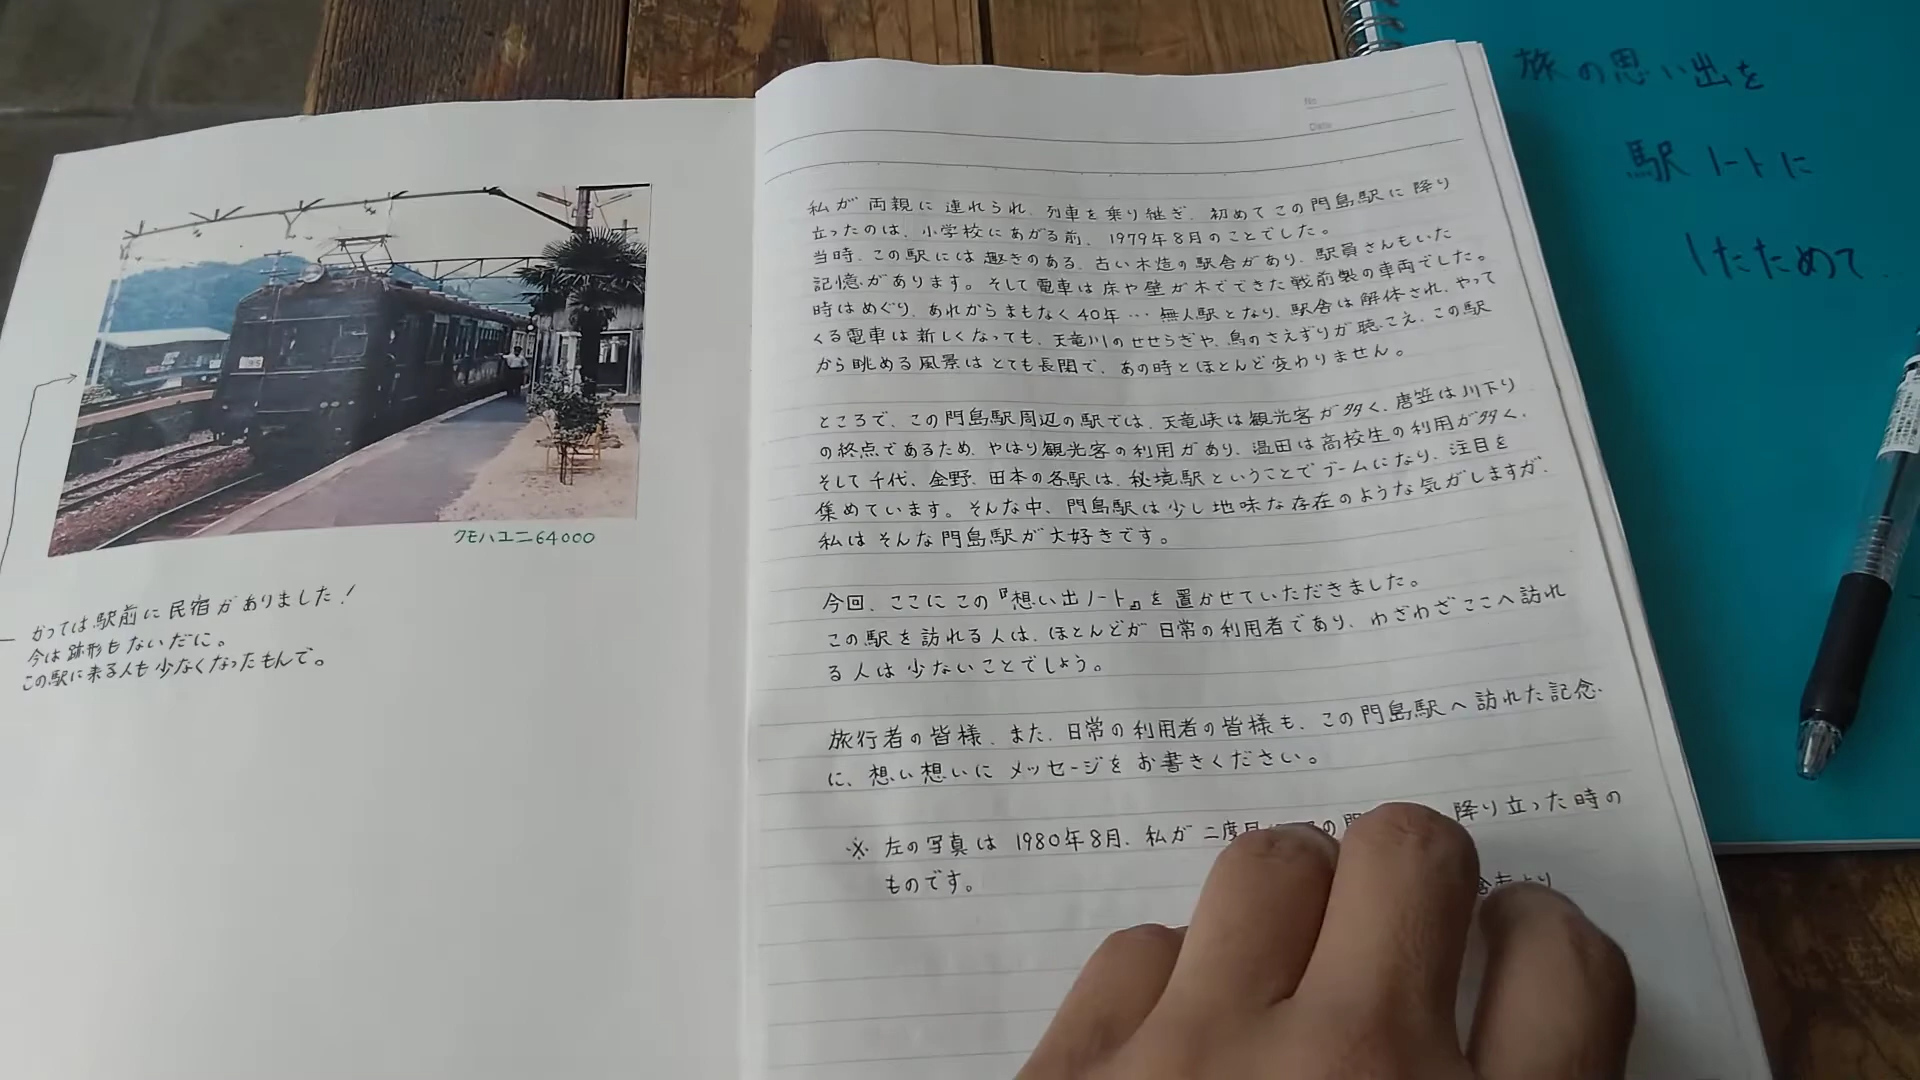 クモハユニ64000
かつては駅前に民宿がありました！
今は跡形もないだに。
この駅に来る人も少なくなったもんで。
No
Date
私が両親に連れられ、列車を乗り継ぎ、初めてこの門島駅に降り
立ったのは、小学校にあがる前、1979年8月のことでした。
当時、この駅には趣きのある、古い木造の駅舎があり、駅員さんもいた
記憶があります。そして電車は床や壁が木でできた戦前製の車両でした。
時はめぐり、あれからまもなく40年…無人駅となり、駅舎は解体され、やって
くる電車は新しくなっても、天竜川のせせらぎや、鳥のさえずりが聴こえ、この駅
から眺める風景はとても長閑で、あの時とほとんど変わりません。
ところで、この門島駅周辺の駅では、天竜峡は観光客が多く、唐笠は川下り
の終点であるため、やはり観光客の利用があり、温田は高校生の利用が多く、
そして千代、金野、田本の各駅は、秘境駅ということでブームになり、注目を
集めています。そんな中、門島駅は少し地味な存在のような気がしますが、
私はそんな門島駅が大好きです。
今回、ここにこの『想い出ノート』を置かせていただきました。
この駅を訪れる人は、ほとんどが日常の利用者であり、わざわざここへ訪れ
る人は少ないことでしょう。
旅行者の皆様、また、日常の利用者の皆様も、この門島駅へ訪れた記念
に、想い想いにメッセージをお書きください。
※左の写真は1980年8月、私が二度目 の 降り立った時の
ものです。
より
旅の思い出を
駅ノートに
したためて